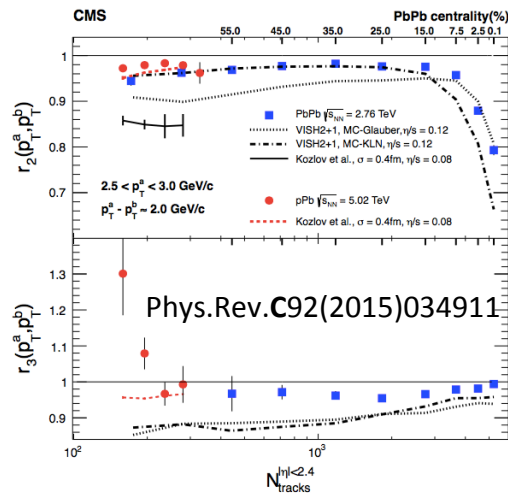 CMS PbPb centrality(%)
55.0 45.0 35.0 25.0 15.0 7.5 2.5 0.1
r2(pTa,pTb)
1
0.9
0.8
0.7
0.6
PbPb √sNN = 2.76 TeV
VISH2+1, MC-Glauber,η/s = 0.12
VISH2+1, MC-KLN,η/s = 0.12
Kozlov et al., σ = 0.4fm, η/s = 0.08
2.5 < pTa < 3.0 GeV/c
pTa - pTb ≈ 2.0 GeV/c
pPb √sNN = 5.02 TeV
Kozlov et al., σ = 0.4fm, η/s = 0.08
r3(pTa,pTb)
1.3
1.2
1.1
1
0.9
Phys.Rev.C92(2015)034911
10² 10³
Ntracks|η|<2.4